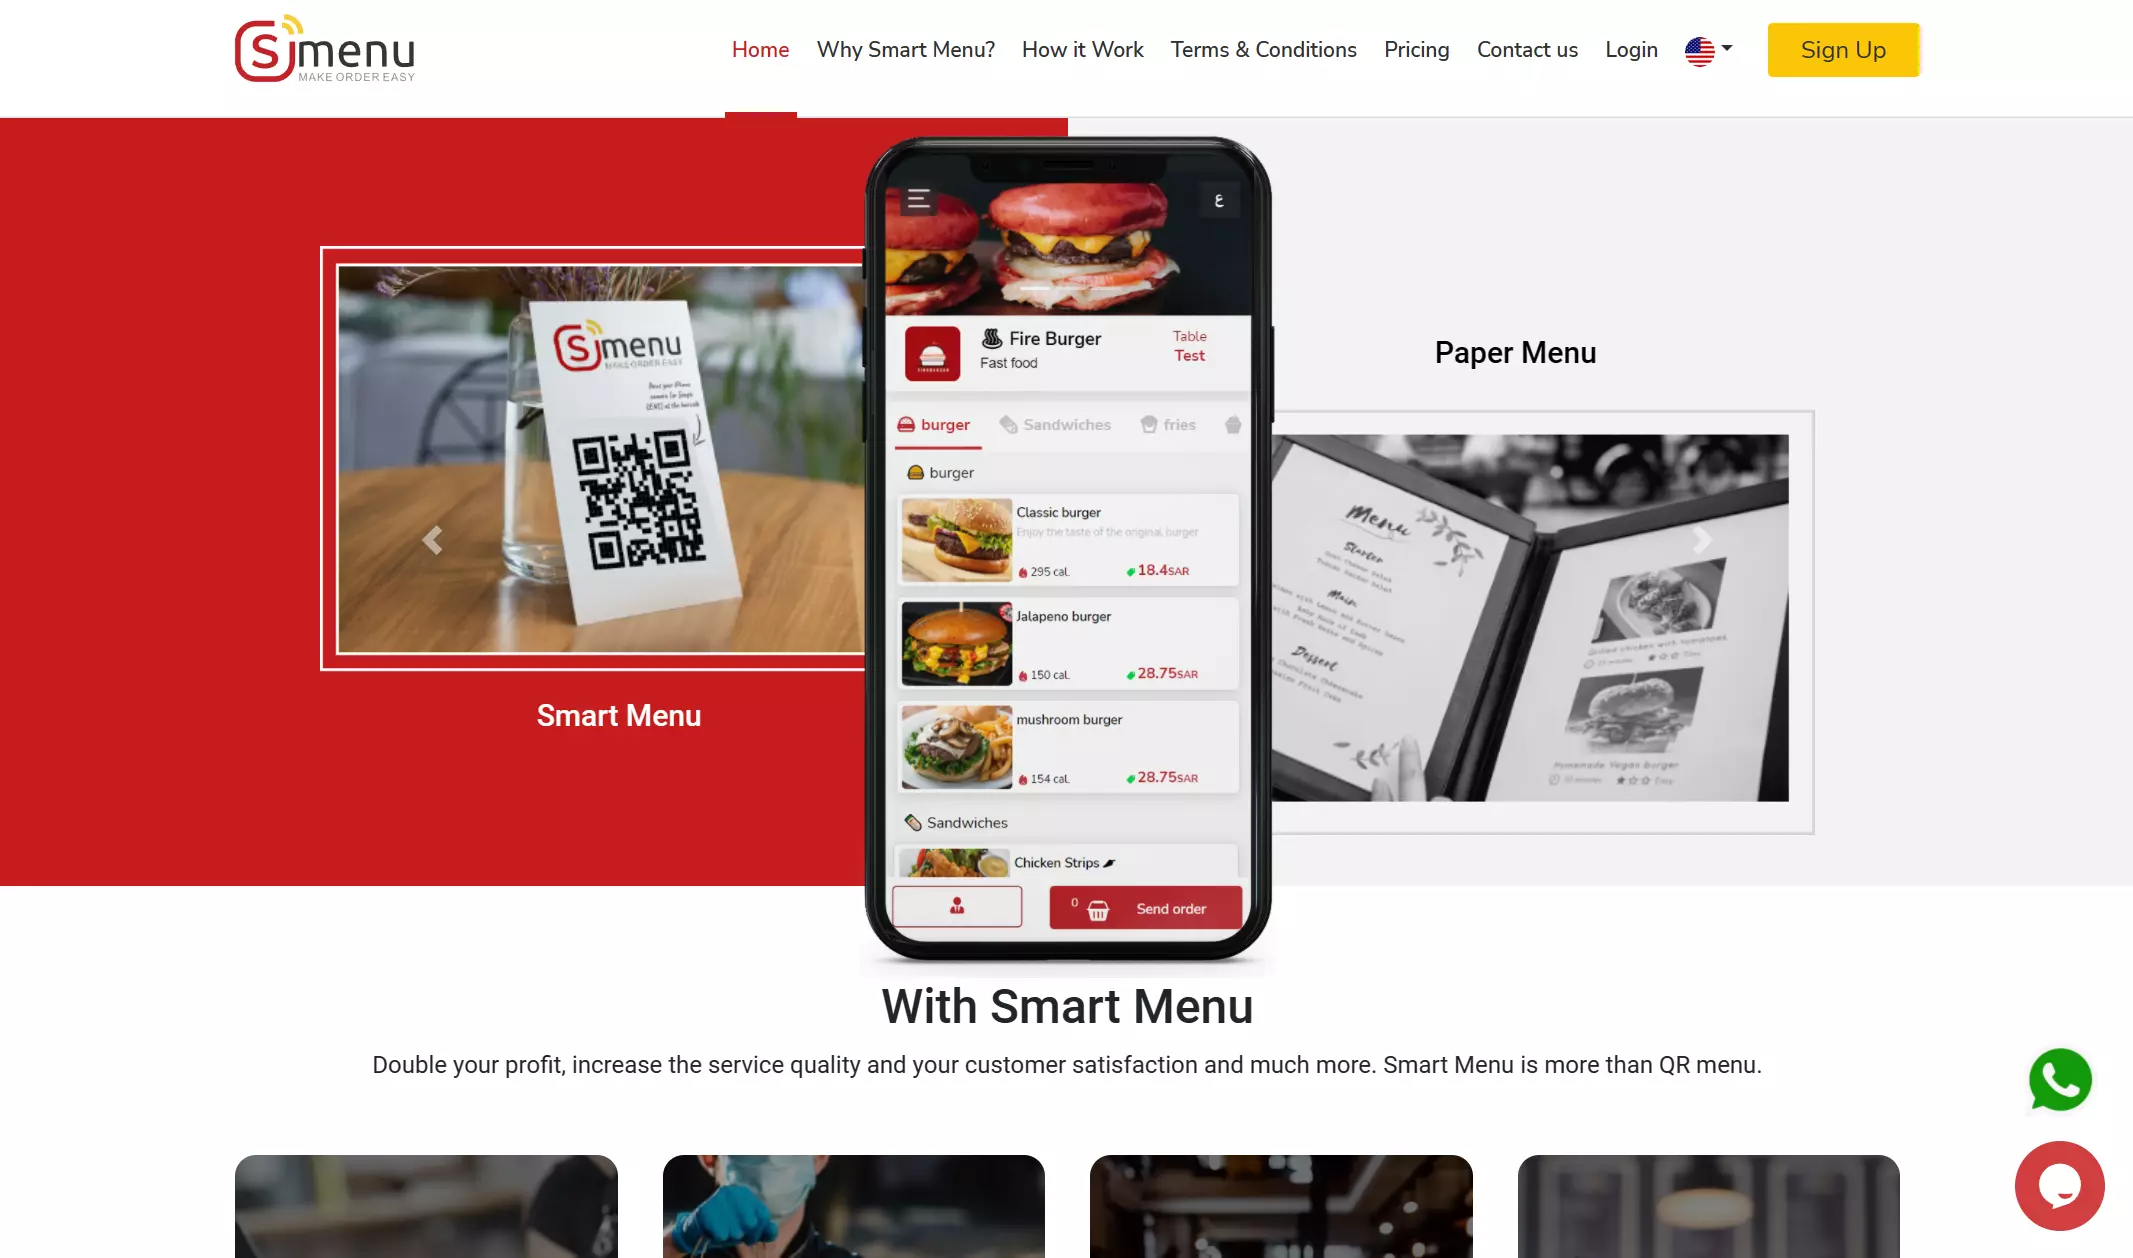 Smenu
MAKE ORDER EASY
Home
Why Smart Menu?
How it Work
Terms & Conditions
Pricing
Contact us
Login
Sign Up
Smenu
MAKE ORDER EASY
Smart Menu
ع
Fire Burger
Fast food
Table
Test
burger
Sandwiches
fries
burger
Classic burger
Enjoy the taste of the original burger
295 cal.
18.4SAR
Jalapeno burger
150 cal.
28.75SAR
mushroom burger
154 cal.
28.75SAR
Sandwiches
Chicken Strips
0
Send order
Paper Menu
Menu
Starter
Main
Dessert
Homemade Vegan burger
With Smart Menu
Double your profit, increase the service quality and your customer satisfaction and much more. Smart Menu is more than QR menu.